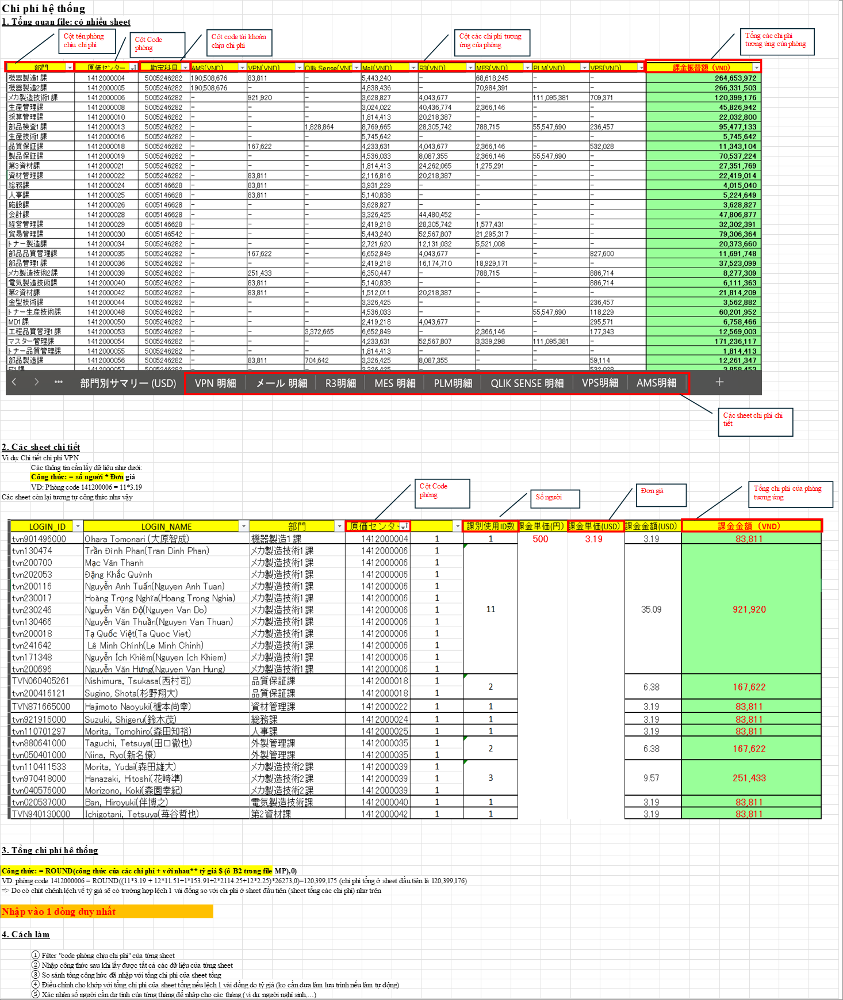 Chi phí hệ thống
1. Tổng quan file: có nhiều sheet
Cột tên phòng chịu chi phí
Cột Code phòng
Cột code tài khoản chịu chi phí
Cột các chi phí tương ứng của phòng
Tổng các chi phí tương ứng của phòng
部門 原価センター 勘定科目 AMS(VND) VPN(VND) Qlik Sense(VND Mail(VND) R3(VND) MES(VND) PLM(VND) VPS(VND) 課金振替額（VND）
機器製造1課 1412000004 5005246282 190,508,676 83,811 – 5,443,240 – 68,618,245 – – 264,653,972
機器製造2課 1412000005 5005246282 190,508,676 – – 4,838,436 – 70,984,391 – – 266,331,503
メカ製造技術1課 1412000006 5005246282 – 921,920 – 3,628,827 4,043,677 – 111,095,381 709,371 120,399,176
生産管理課 1412000008 5005246282 – – – 3,024,022 40,436,774 2,366,146 – – 45,826,942
採算管理課 1412000010 5005246282 – – – 1,814,413 20,218,387 – – – 22,032,800
部品検査1課 1412000013 5005246282 – – 1,828,864 8,769,665 28,305,742 788,715 55,547,690 236,457 95,477,133
生産技術1課 1412000016 5005246282 – – – 5,745,642 – – – – 5,745,642
品質保証課 1412000018 5005246282 – 167,622 – 4,233,631 4,043,677 2,366,146 – 532,028 11,343,104
製品保証課 1412000019 5005246282 – – – 4,536,033 8,087,355 2,366,146 55,547,690 – 70,537,224
第3資材課 1412000021 5005246282 – – – 1,814,413 24,262,065 1,275,291 – – 27,351,769
資材管理課 1412000022 5005246282 – 83,811 – 2,116,816 20,218,387 – – – 22,419,014
総務課 1412000024 6005146628 – 83,811 – 3,931,229 – – – – 4,015,040
人事課 1412000025 6005146628 – 83,811 – 5,140,838 – – – – 5,224,649
施設課 1412000026 6005146628 – – – 3,628,827 – – – – 3,628,827
会計課 1412000028 6005146628 – – – 3,326,425 44,480,452 – – – 47,806,877
経営管理課 1412000029 6005146628 – – – 2,419,218 28,305,742 1,577,431 – – 32,302,391
貿易管理課 1412000030 6005146542 – – – 5,443,240 52,567,807 21,295,317 – – 79,306,364
トナー製造課 1412000034 5005246282 – – – 2,721,620 12,131,032 5,521,008 – – 20,373,660
部品品質管理課 1412000035 5005246282 – 167,622 – 6,652,849 4,043,677 – – 827,600 11,691,748
部品管理1課 1412000036 5005246282 – – – 2,419,218 16,174,710 18,929,171 – – 37,523,099
メカ製造技術2課 1412000039 5005246282 – 251,433 – 6,350,447 – 788,715 – 886,714 8,277,309
電気製造技術課 1412000040 5005246282 – 83,811 – 5,140,838 – – – 886,714 6,111,363
第2資材課 1412000042 5005246282 – 83,811 – 1,512,011 20,218,387 – – – 21,814,209
金型技術課 1412000044 5005246282 – – – 3,326,425 – – – 236,457 3,562,882
トナー生産技術課 1412000048 5005246282 – – – 4,536,033 – – 55,547,690 118,229 60,201,952
MD1課 1412000050 5005246282 – – – 2,419,218 4,043,677 – – 295,571 6,758,466
工程品質管理1課 1412000053 5005246282 – – 3,372,665 6,652,849 – 2,366,146 – 177,343 12,569,003
マスター管理課 1412000054 5005246282 – – – 4,233,631 52,567,807 3,339,298 111,095,381 – 171,236,117
トナー品質管理課 1412000055 5005246282 – – – 1,814,413 – – – – 1,814,413
部品製造課 1412000056 5005246282 – 83,811 704,642 3,326,425 8,087,355 – – 59,114 12,261,347
1412000057 5005246282 – – – 3,326,425 – – – 532,028 3,858,453
部門別サマリー (USD) VPN 明細 メール 明細 R3明細 MES 明細 PLM明細 QLIK SENSE 明細 VPS明細 AMS明細 +
Các sheet chi phí chi tiết
2. Các sheet chi tiết
Ví dụ: Chi tiết chi phí VPN
Các thông tin cần lấy dữ liệu như dưới:
Công thức: = số người * Đơn giá
VD: Phòng code 141200006 = 11*3.19
Các sheet còn lại tương tự công thức như vậy
Cột Code phòng
Số người
Đơn giá
Tổng chi phí của phòng tương ứng
LOGIN_ID LOGIN_NAME 部門 原価センタ 課別使用ID数 課金単価(円) 課金単価(USD) 課金金額(USD) 課金金額（VND）
tvn901496000 Ohara Tomonari (大原智成) 機器製造1課 1412000004 1 1 500 3.19 3.19 83,811
tvn130474 Trần Đình Phan(Tran Dinh Phan) メカ製造技術1課 1412000006 1
tvn200700 Mạc Văn Thanh メカ製造技術1課 1412000006 1
tvn202053 Đặng Khắc Quỳnh メカ製造技術1課 1412000006 1
tvn200116 Nguyễn Anh Tuấn(Nguyen Anh Tuan) メカ製造技術1課 1412000006 1
tvn230017 Hoàng Trọng Nghĩa(Hoang Trong Nghia) メカ製造技術1課 1412000006 1
tvn230246 Nguyễn Văn Độ(Nguyen Van Do) メカ製造技術1課 1412000006 1 11 35.09 921,920
tvn130466 Nguyễn Văn Thuần(Nguyen Van Thuan) メカ製造技術1課 1412000006 1
tvn200018 Tạ Quốc Việt(Ta Quoc Viet) メカ製造技術1課 1412000006 1
tvn241642 Lê Minh Chính(Le Minh Chinh) メカ製造技術1課 1412000006 1
tvn171348 Nguyễn Ích Khiêm(Nguyen Ich Khiem) メカ製造技術1課 1412000006 1
tvn200696 Nguyễn Văn Hưng(Nguyen Van Hung) メカ製造技術1課 1412000006 1
TVN060405261 Nishimura, Tsukasa(西村司) 品質保証課 1412000018 1 2 6.38 167,622
tvn200416121 Sugino, Shota(杉野翔大) 品質保証課 1412000018 1
TVN871665000 Hajimoto Naoyuki(櫨本尚幸) 資材管理課 1412000022 1 1 3.19 83,811
tvn921916000 Suzuki, Shigeru(鈴木茂) 総務課 1412000024 1 1 3.19 83,811
tvn110701297 Morita, Tomohiro(森田知裕) 人事課 1412000025 1 1 3.19 83,811
tvn880641000 Taguchi, Tetsuya(田口徹也) 外製管理課 1412000035 1 2 6.38 167,622
tvn050401000 Niina, Ryo(新名僚) 外製管理課 1412000035 1
tvn110411533 Morita, Yudai(森田雄大) メカ製造技術2課 1412000039 1
tvn970418000 Hanazaki, Hitoshi(花﨑準) メカ製造技術2課 1412000039 1 3 9.57 251,433
tvn040576000 Morizono, Koki(森園幸紀) メカ製造技術2課 1412000039 1
tvn020537000 Ban, Hiroyuki(伴博之) 電気製造技術課 1412000040 1 1 3.19 83,811
TVN940130000 Ichigotani, Tetsuya(苺谷哲也) 第2資材課 1412000042 1 1 3.19 83,811
3. Tổng chi phí hê thống
Công thức: = ROUND(công thức của các chi phí + với nhau** tỷ giá $ (ô B2 trong file MP),0)
VD: phòng code 1412000006 = ROUND((11*3.19 + 12*11.51+1*153.91+2*2114.25+12*2.25)*26273,0)=120,399,175 (chi phí tổng ở sheet đầu tiên là 120,399,176)
=> Do có chút chênh lệch về tỷ giá sẽ có trường hợp lệch 1 vài đồng so với chi phí ở sheet đầu tiên (sheet tổng các chi phí) như trên
Nhập vào 1 dòng duy nhất
4. Cách làm
① Filter "code phòng chịu chi phí" của từng sheet
② Nhập công thức sau khi lấy được tất cả các dữ liệu của từng sheet
③ So sánh tổng công hức đã nhập với tổng chi phí của sheet tổng
④ Điều chỉnh cho khớp với tổng chi phí của sheet tổng nếu lệch 1 vài đồng do tỷ giá (ko cần đưa làm lưu trình nếu làm tự động)
⑤ Xác nhận số người cần dự tính của từng tháng để nhập cho các tháng (ví dụ: người nghỉ sinh,…)